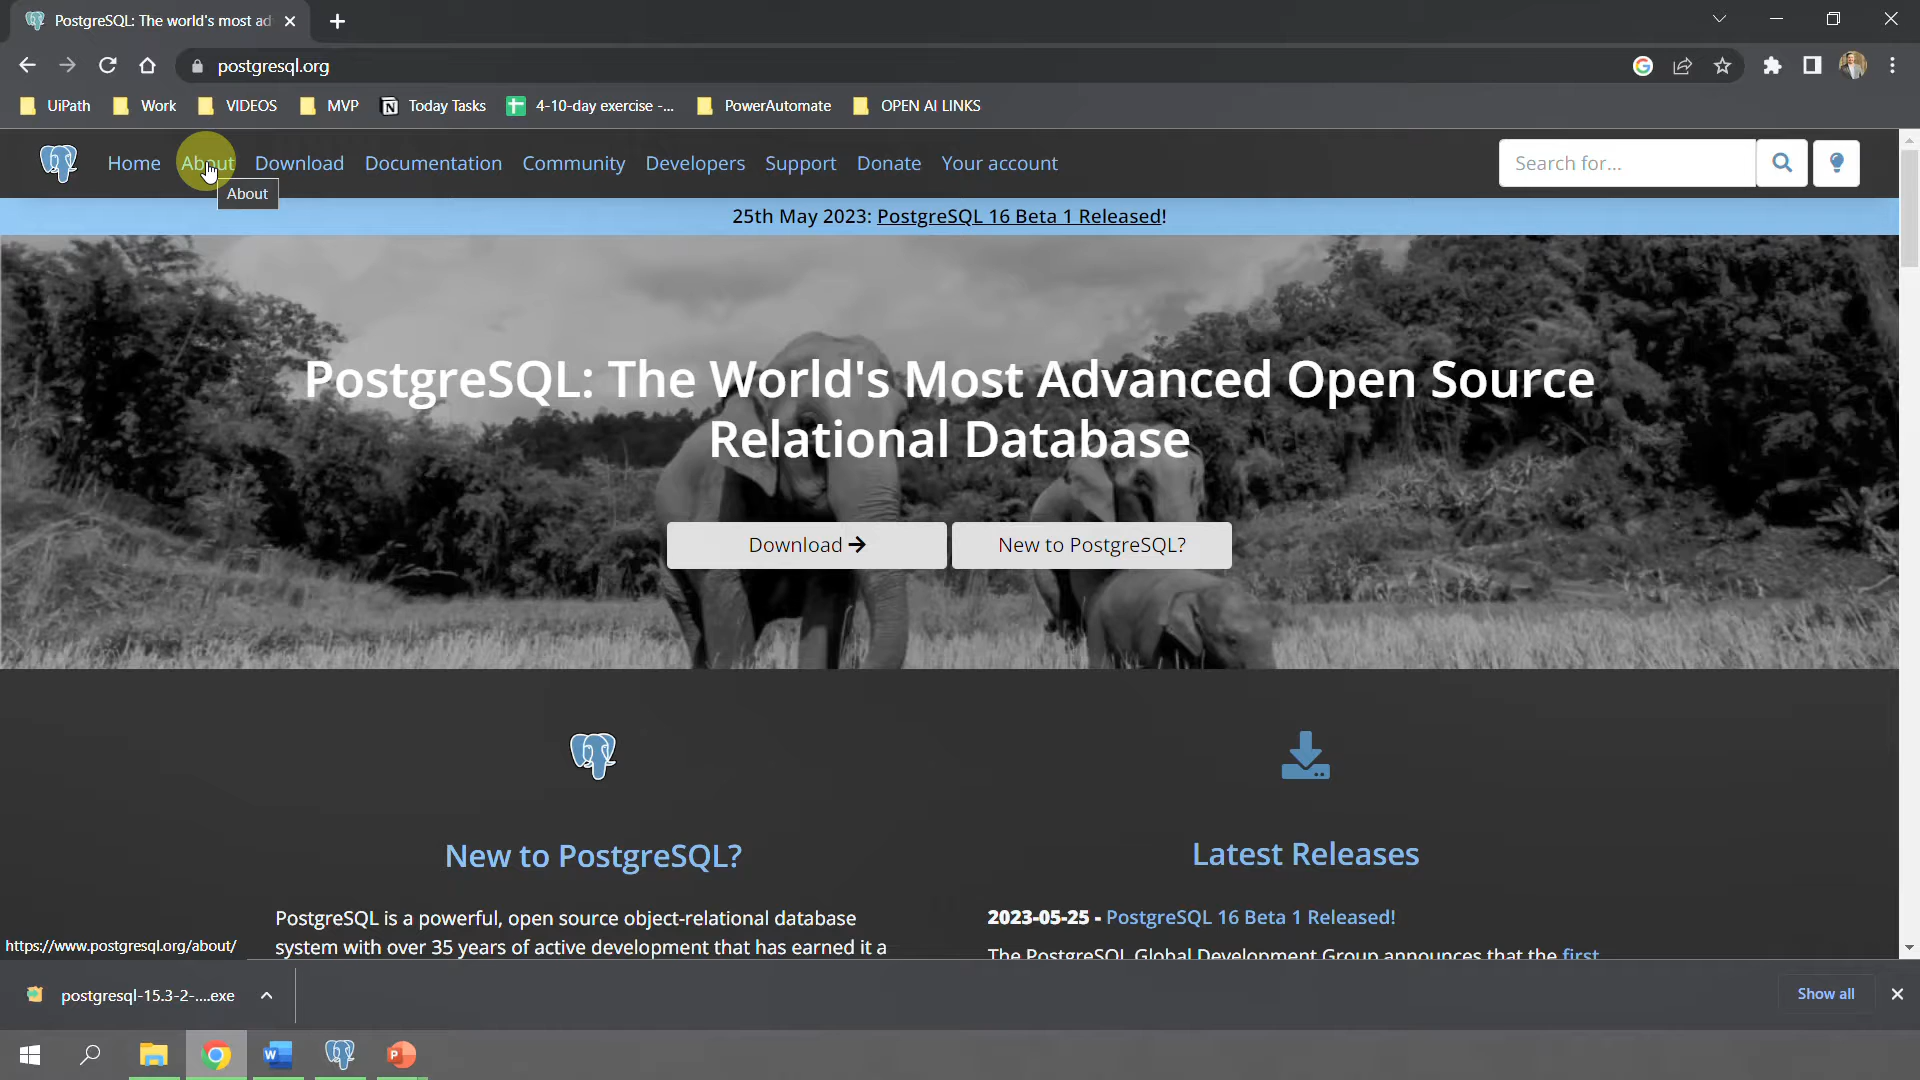 PostgreSQL: The world's most ad
postgresql.org
UiPath
Work
VIDEOS
MVP
Today Tasks
4-10-day exercise -...
PowerAutomate
OPEN AI LINKS
Home
About
Download
Documentation
Community
Developers
Support
Donate
Your account
Search for...
About
25th May 2023: PostgreSQL 16 Beta 1 Released!
PostgreSQL: The World's Most Advanced Open Source
Relational Database
Download
New to PostgreSQL?
New to PostgreSQL?
Latest Releases
PostgreSQL is a powerful, open source object-relational database
system with over 35 years of active development that has earned it a
2023-05-25 - PostgreSQL 16 Beta 1 Released!
The PostgreSQL Global Development Group announces that the first
https://www.postgresql.org/about/
postgresql-15.3-2-....exe
Show all